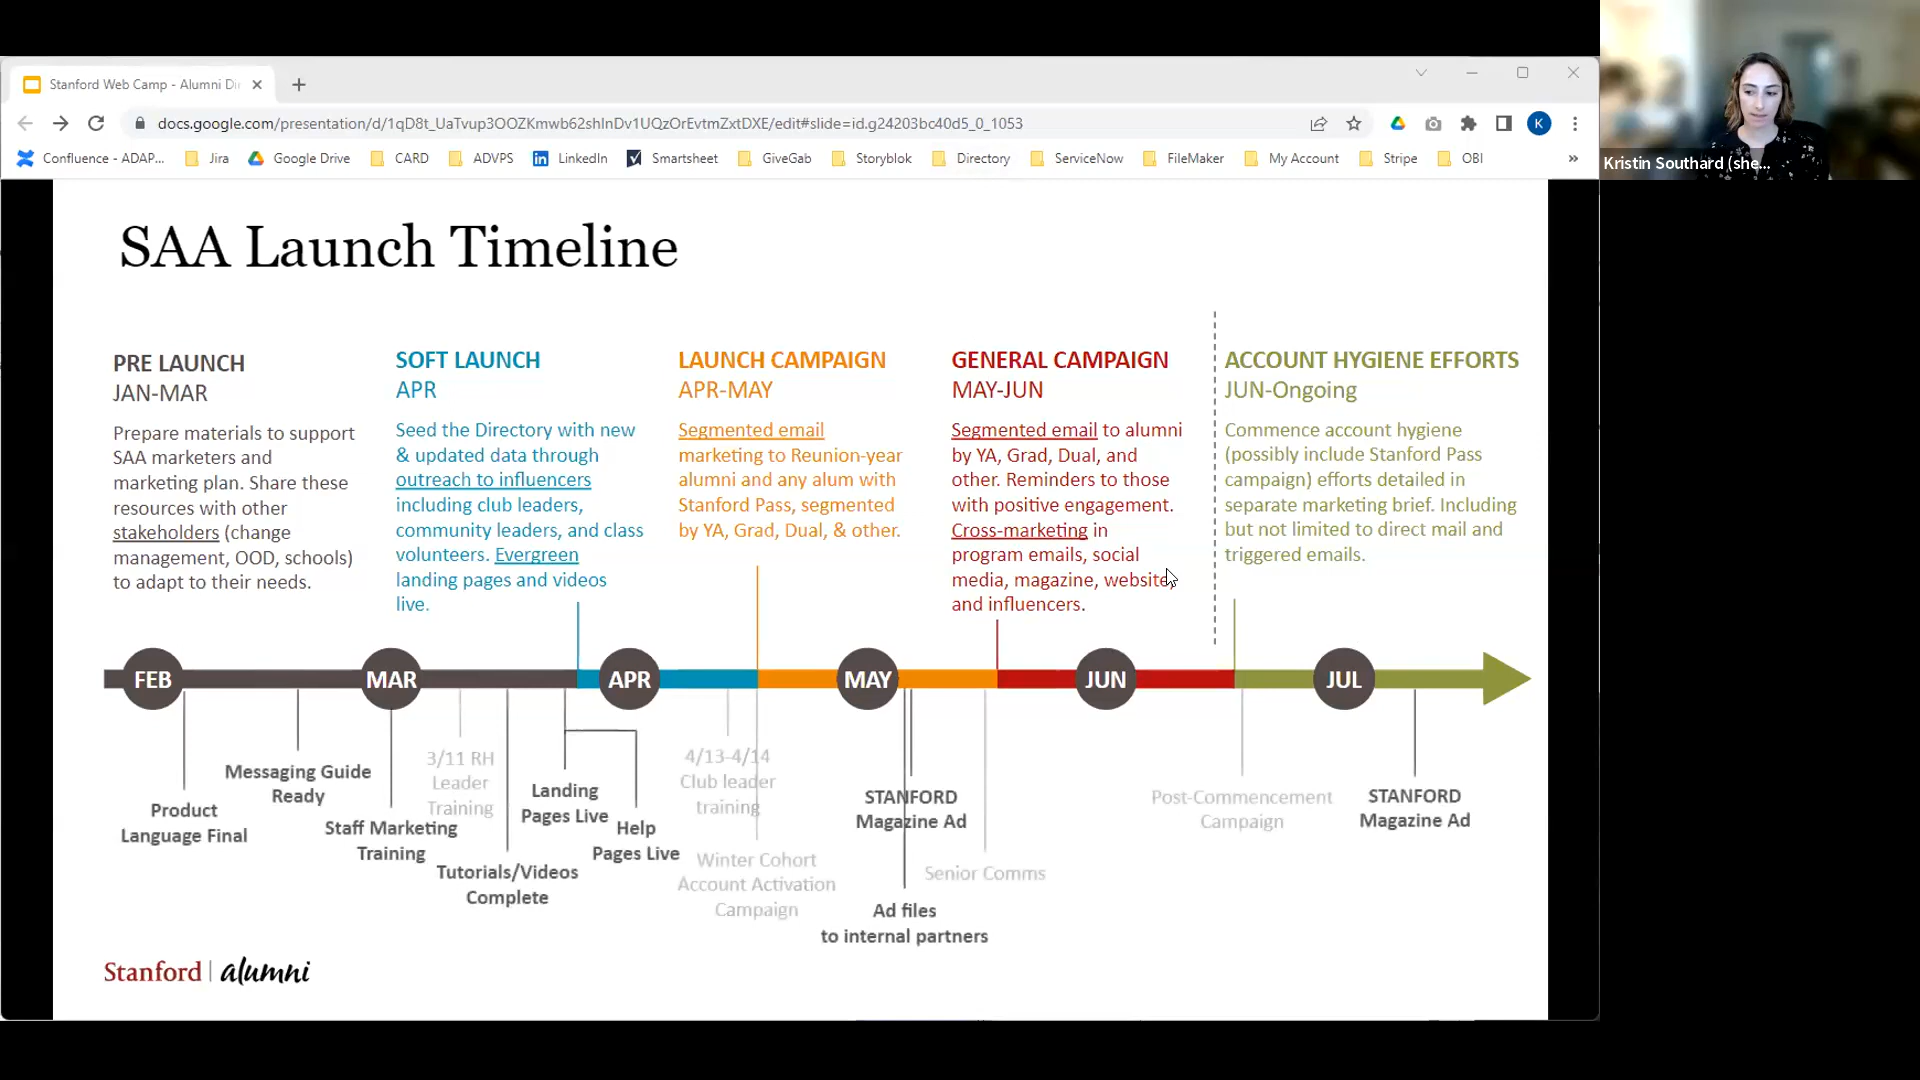 Stanford Web Camp - Alumni Di
docs.google.com/presentation/d/1qD8t_UaTvup3OOZKmwb62shInDv1UQzOrEvtmZxtDXE/edit#slide=id.g24203bc40d5_0_1053
K
Confluence - ADAP... Jira Google Drive CARD ADVPS LinkedIn Smartsheet GiveGab Storyblok Directory ServiceNow FileMaker My Account Stripe OBI »
Kristin Southard (she...
SAA Launch Timeline
PRE LAUNCH
JAN-MAR
Prepare materials to support
SAA marketers and
marketing plan. Share these
resources with other
stakeholders (change
management, OOD, schools)
to adapt to their needs.
SOFT LAUNCH
APR
Seed the Directory with new
& updated data through
outreach to influencers
including club leaders,
community leaders, and class
volunteers. Evergreen
landing pages and videos
live.
LAUNCH CAMPAIGN
APR-MAY
Segmented email
marketing to Reunion-year
alumni and any alum with
Stanford Pass, segmented
by YA, Grad, Dual, & other.
GENERAL CAMPAIGN
MAY-JUN
Segmented email to alumni
by YA, Grad, Dual, and
other. Reminders to those
with positive engagement.
Cross-marketing in
program emails, social
media, magazine, website,
and influencers.
ACCOUNT HYGIENE EFFORTS
JUN-Ongoing
Commence account hygiene
(possibly include Stanford Pass
campaign) efforts detailed in
separate marketing brief. Including
but not limited to direct mail and
triggered emails.
FEB MAR APR MAY JUN JUL
Product
Language Final
Messaging Guide
Ready
Staff Marketing
Training
3/11 RH
Leader
Training
Tutorials/Videos
Complete
Landing
Pages Live
Help
Pages Live
4/13-4/14
Club leader
training
Winter Cohort
Account Activation
Campaign
STANFORD
Magazine Ad
Ad files
to internal partners
Senior Comms
Post-Commencement
Campaign
STANFORD
Magazine Ad
Stanford | alumni